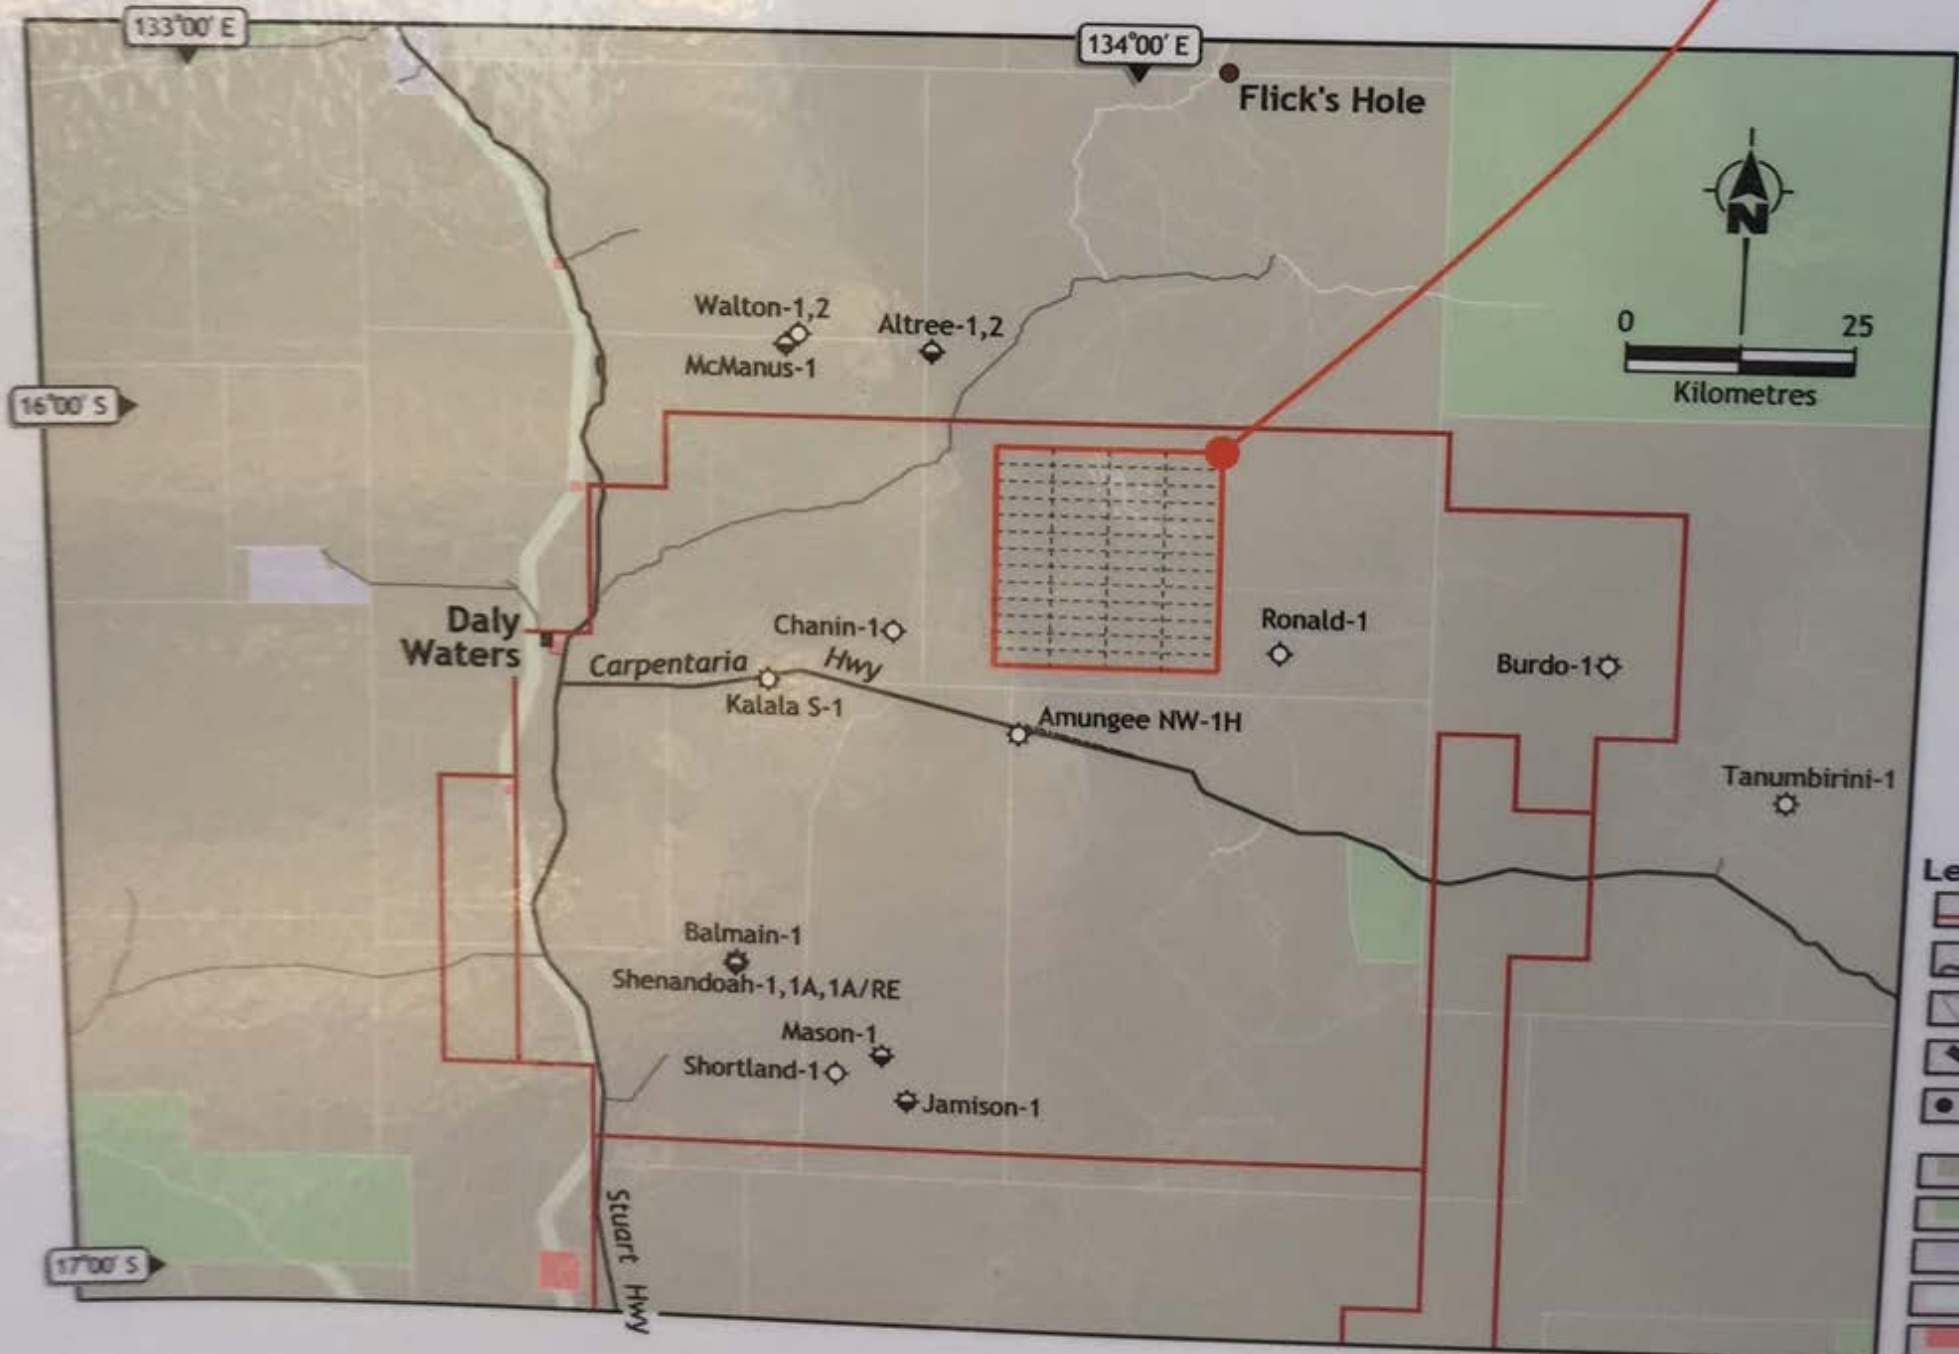 133°00' E
134°00' E
Flick's Hole
N
0 25
Kilometres
Walton-1,2
Altree-1,2
McManus-1
16°00' S
Daly
Waters
Chanin-1
Carpentaria Hwy
Kalala S-1
Ronald-1
Burdo-1
Amungee NW-1H
Tanumbirini-1
Balmain-1
Shenandoah-1,1A,1A/RE
Mason-1
Shortland-1
Jamison-1
Le
Stuart Hwy
17°00' S